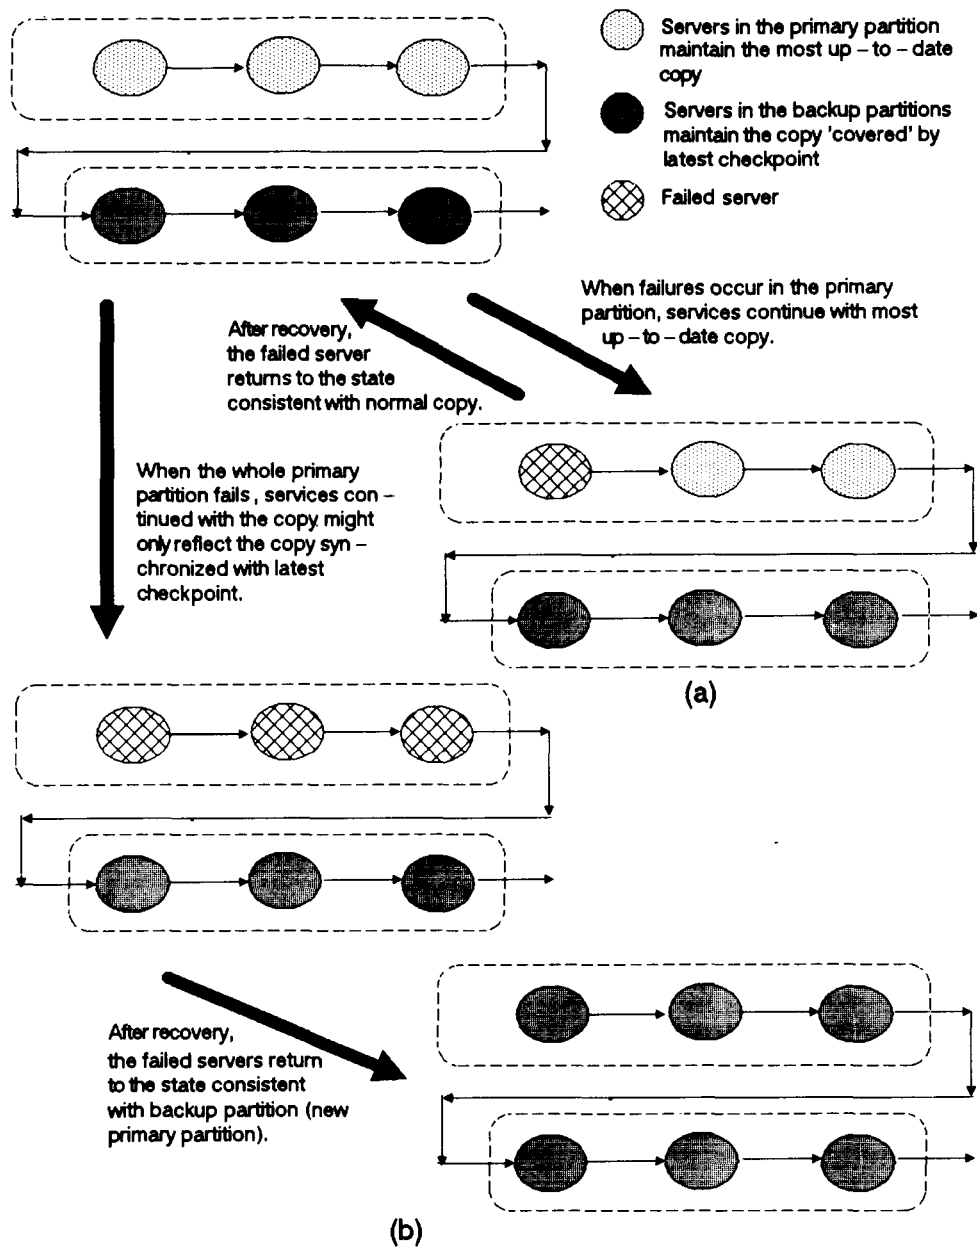 Servers in the primary partition
maintain the most up – to – date
copy
Servers in the backup partitions
maintain the copy 'covered' by
latest checkpoint
Failed server
When failures occur in the primary
partition, services continue with most
up – to – date copy.
After recovery,
the failed server
returns to the state
consistent with normal copy.
When the whole primary
partition fails , services con –
tinued with the copy might
only reflect the copy syn –
chronized with latest
checkpoint.
(a)
After recovery,
the failed servers return
to the state consistent
with backup partition (new
primary partition).
(b)